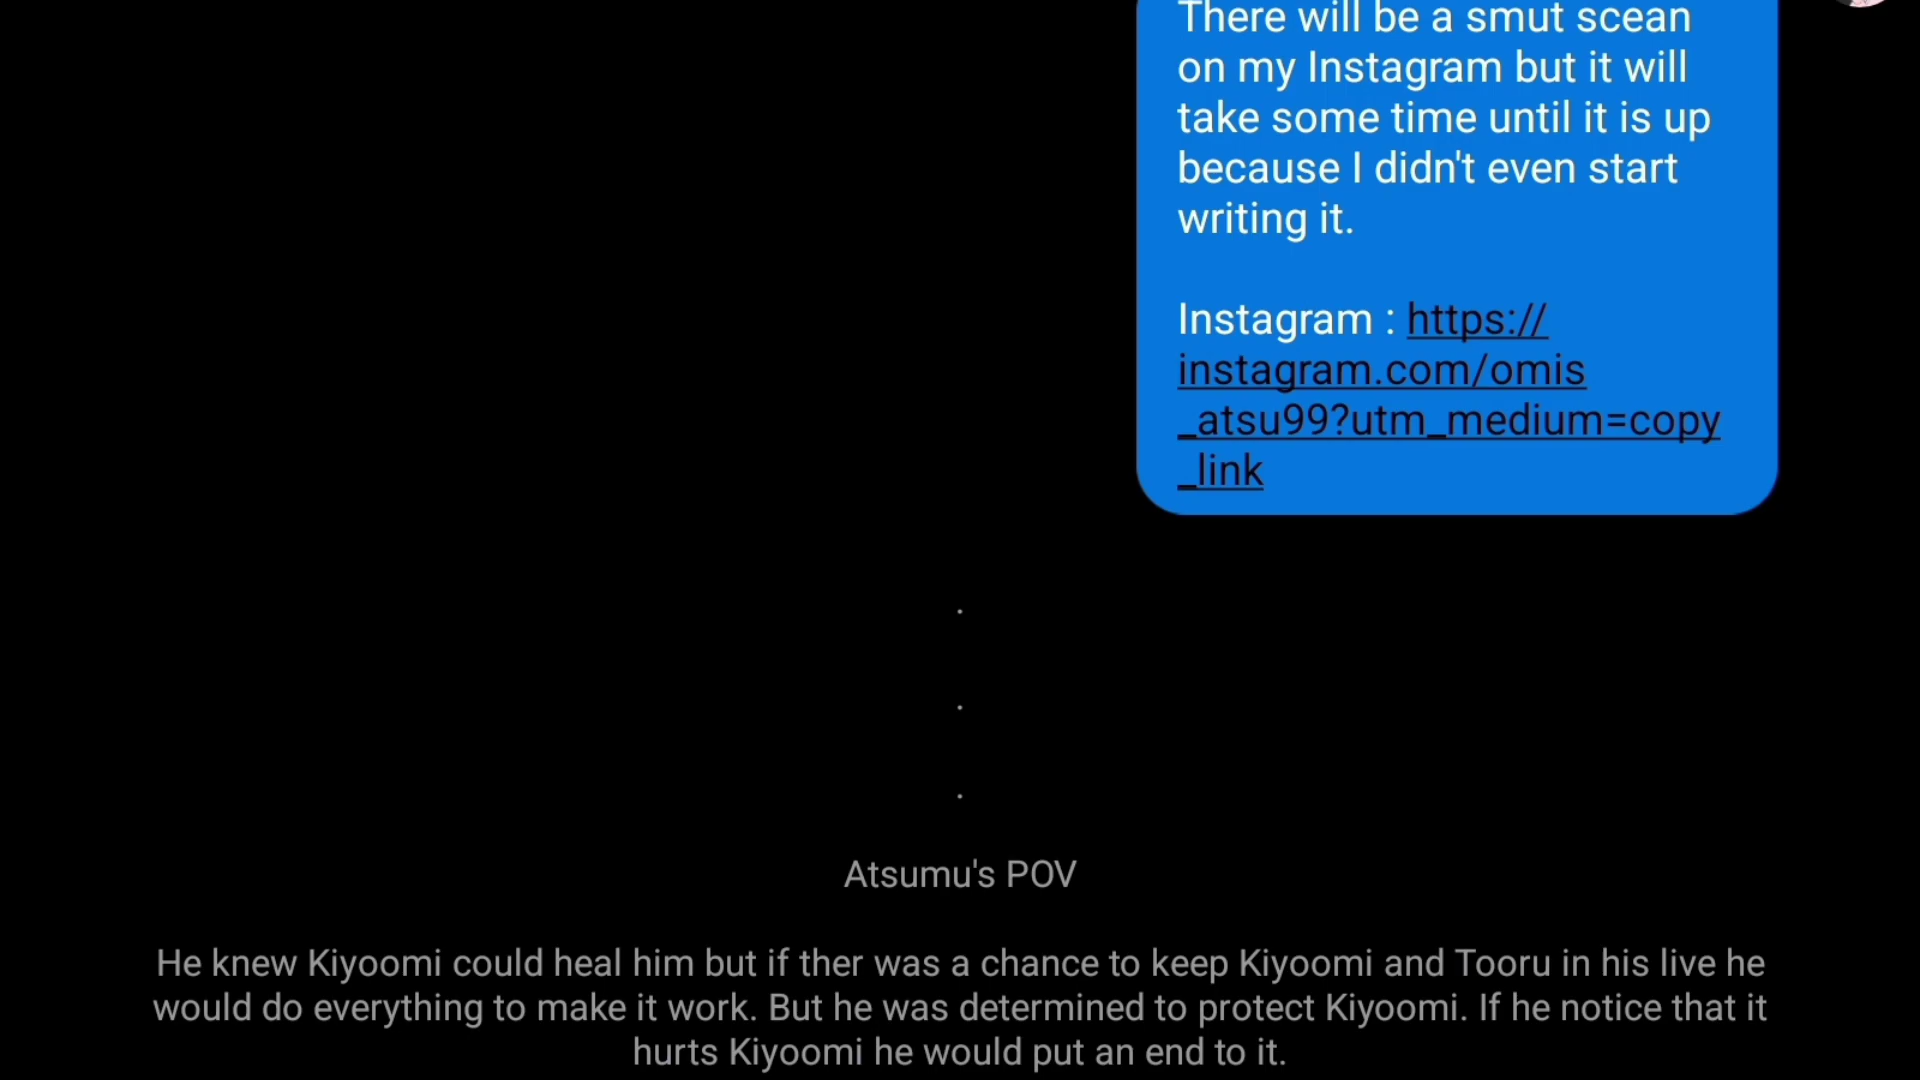 There will be a smut scean
on my Instagram but it will
take some time until it is up
because I didn't even start
writing it.
Instagram : https://
instagram.com/omis
_atsu99?utm_medium=copy
_link
.
.
.
Atsumu's POV
He knew Kiyoomi could heal him but if ther was a chance to keep Kiyoomi and Tooru in his live he
would do everything to make it work. But he was determined to protect Kiyoomi. If he notice that it
hurts Kiyoomi he would put an end to it.